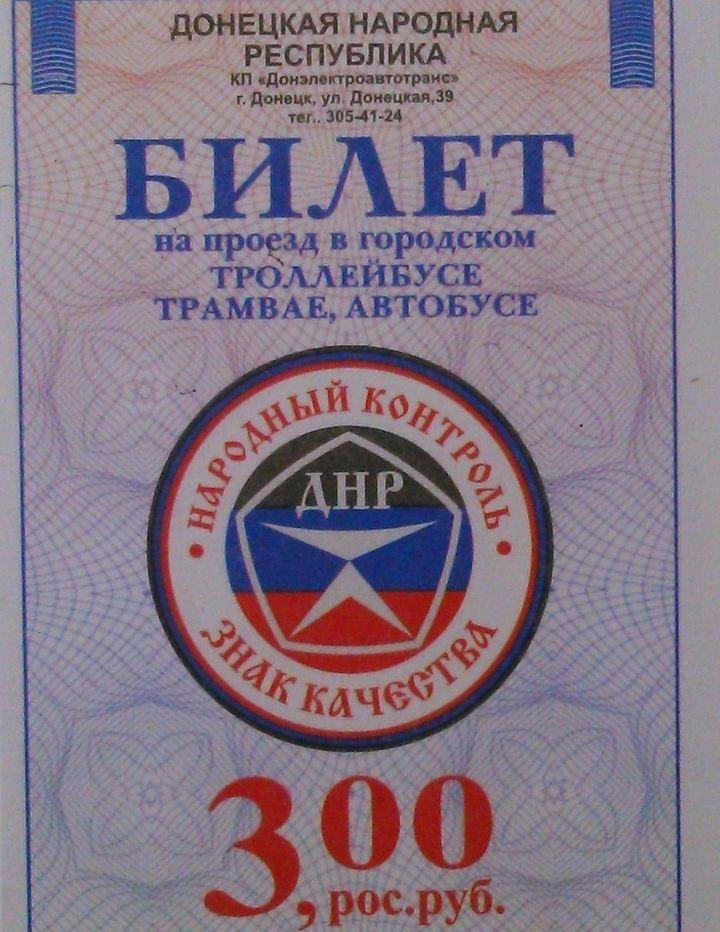 ДОНЕЦКАЯ НАРОДНАЯ
РЕСПУБЛИКА
КП «Донэлектроавтотранс»
г. Донецк, ул. Донецкая,39
тег.. 305-41-24
БИЛЕТ
на проезд в городском
ТРОЛЛЕЙБУСЕ
ТРАМВАЕ, АВТОБУСЕ
• НАРОДНЫЙ КОНТРОЛЬ •
ДНР
ЗНАК КАЧЕСТВА
3,00
рос.руб.